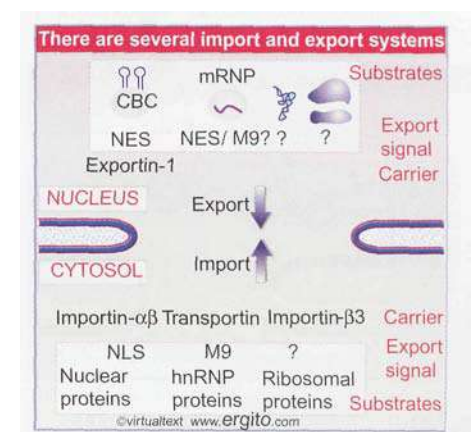 There are several import and export systems
mRNP Substrates
CBC
NES NES/ M9? ? ?
Export
signal
Exportin-1 Carrier
NUCLEUS
Export
CYTOSOL
Import
Importin-αβ Transportin Importin-β3 Carrier
NLS M9 ? Export
signal
Nuclear hnRNP Ribosomal
proteins proteins proteins Substrates
©virtualtext www.ergito.com